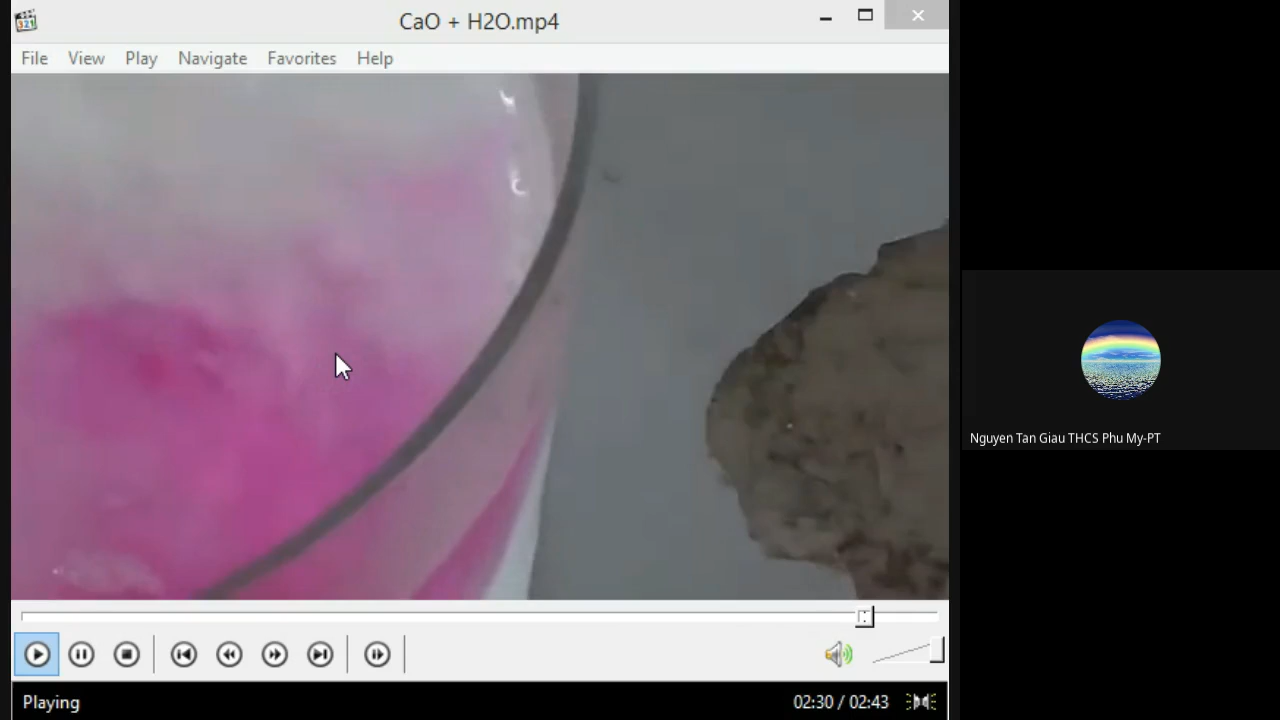 CaO + H2O.mp4
File View Play Navigate Favorites Help
Nguyen Tan Giau THCS Phu My-PT
Playing 02:30 / 02:43